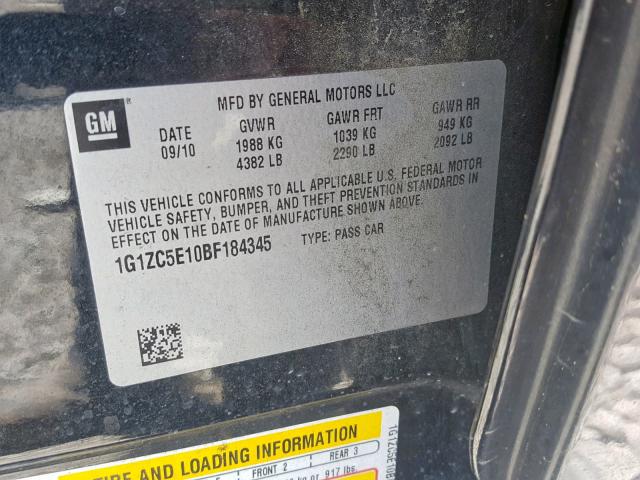 MFD BY GENERAL MOTORS LLC
GM
DATE GVWR GAWR FRT GAWR RR
09/10 1988 KG 1039 KG 949 KG
4382 LB 2290 LB 2092 LB
THIS VEHICLE CONFORMS TO ALL APPLICABLE U.S. FEDERAL MOTOR
VEHICLE SAFETY, BUMPER, AND THEFT PREVENTION STANDARDS IN
EFFECT ON THE DATE OF MANUFACTURE SHOWN ABOVE.
1G1ZC5E10BF184345 TYPE: PASS CAR
AND LOADING INFORMATION
FRONT 2 REAR 3
or 917 lbs.